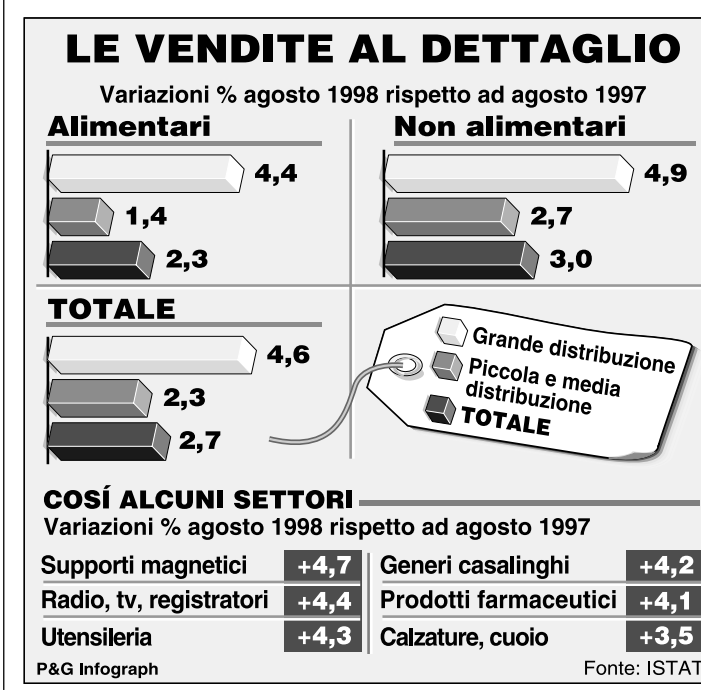 LE VENDITE AL DETTAGLIO
Variazioni % agosto 1998 rispetto ad agosto 1997
Alimentari
4,4
1,4
2,3
Non alimentari
4,9
2,7
3,0
TOTALE
4,6
2,3
2,7
Grande distribuzione
Piccola e media
distribuzione
TOTALE
COSÍ ALCUNI SETTORI
Variazioni % agosto 1998 rispetto ad agosto 1997
Supporti magnetici +4,7
Radio, tv, registratori +4,4
Utensileria +4,3
Generi casalinghi +4,2
Prodotti farmaceutici +4,1
Calzature, cuoio +3,5
P&G Infograph
Fonte: ISTAT